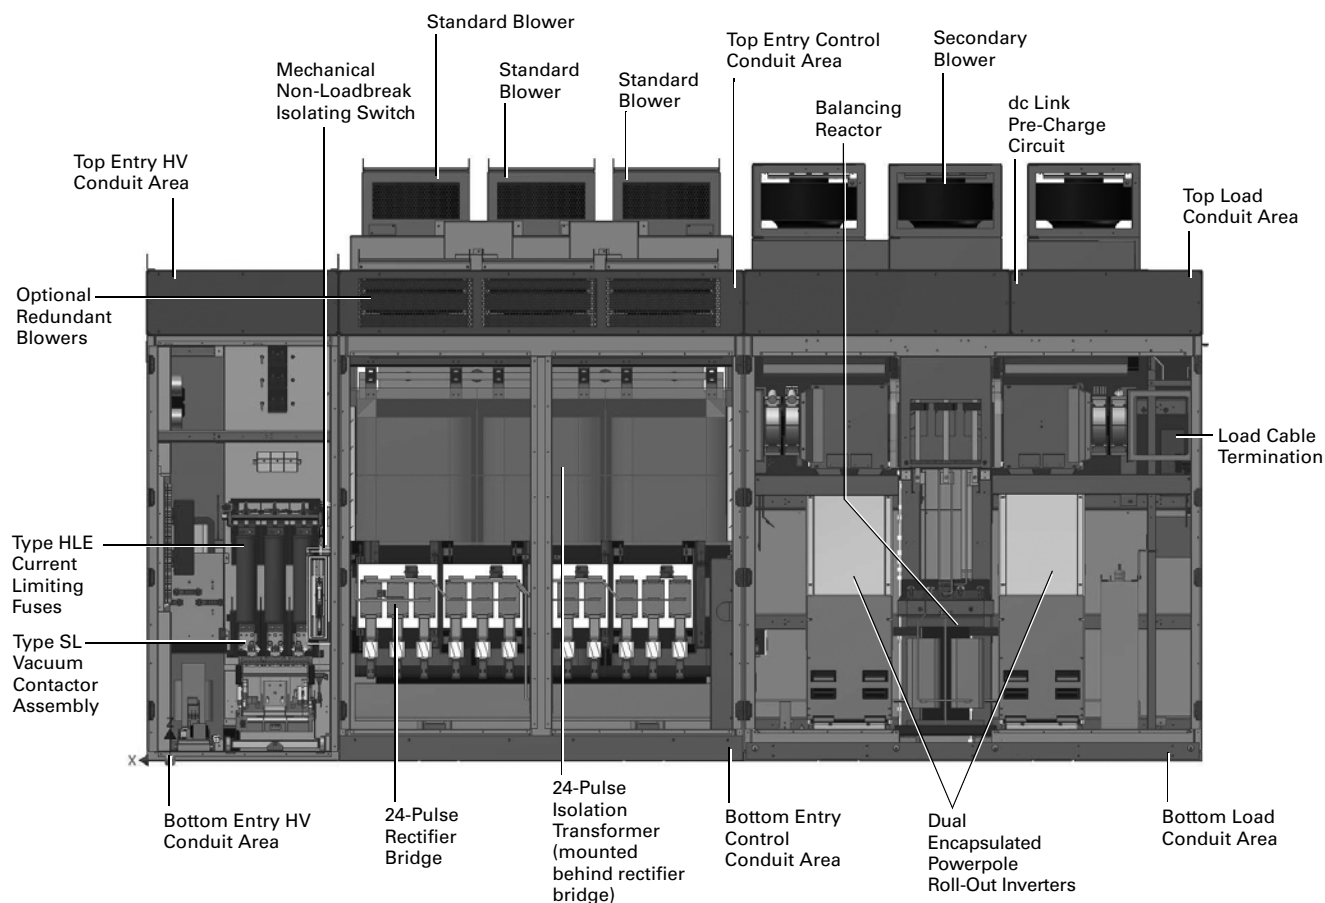 Standard Blower
Mechanical
Non-Loadbreak
Isolating Switch
Standard
Blower
Standard
Blower
Top Entry Control
Conduit Area
Secondary
Blower
Balancing
Reactor
dc Link
Pre-Charge
Circuit
Top Entry HV
Conduit Area
Top Load
Conduit Area
Optional
Redundant
Blowers
Load Cable
Termination
Type HLE
Current
Limiting
Fuses
Type SL
Vacuum
Contactor
Assembly
Z
X
Bottom Entry HV
Conduit Area
24-Pulse
Rectifier
Bridge
24-Pulse
Isolation
Transformer
(mounted
behind rectifier
bridge)
Bottom Entry
Control
Conduit Area
Dual
Encapsulated
Powerpole
Roll-Out Inverters
Bottom Load
Conduit Area